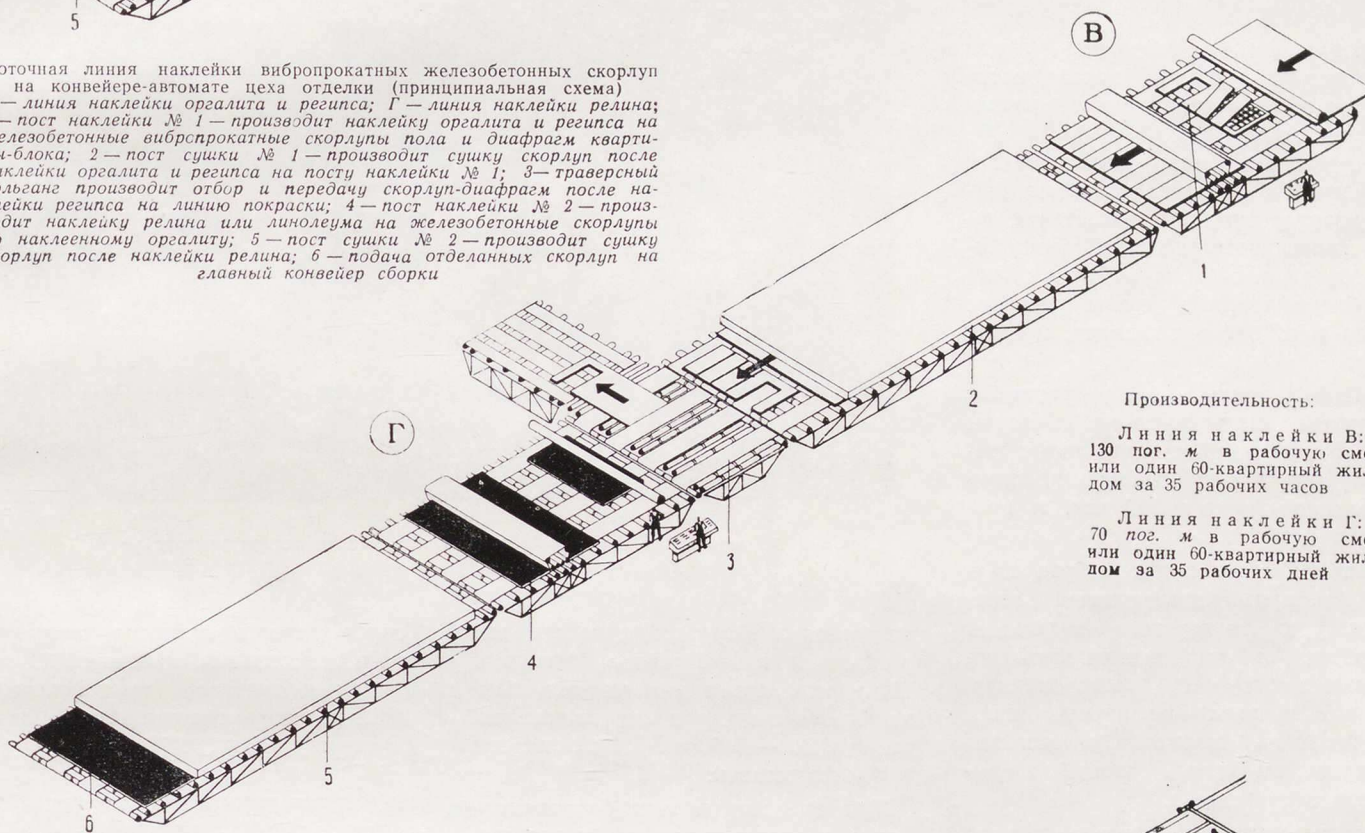 5
оточная линия наклейки вибропрокатных железобетонных скорлуп
на конвейере-автомате цеха отделки (принципиальная схема)
— линия наклейки оргалита и регипса; Г — линия наклейки релина;
— пост наклейки № 1 — производит наклейку оргалита и регипса на
елезобетонные вибропрокатные скорлупы пола и диафрагм кварти-
-блока; 2 — пост сушки № 1 — производит сушку скорлуп после
клейки оргалита и регипса на посту наклейки № 1; 3— траверсный
льганг производит отбор и передачу скорлуп-диафрагм после на-
ейки регипса на линию покраски; 4 — пост наклейки № 2 — произ-
дит наклейку релина или линолеума на железобетонные скорлупы
наклеенному оргалиту; 5 — пост сушки № 2 — производит сушку
орлуп после наклейки релина; 6 — подача отделанных скорлуп на
главный конвейер сборки
В
1
2
Производительность:
Линия наклейки В:
130 пог. м в рабочую сме
или один 60-квартирный жил
дом за 35 рабочих часов
Линия наклейки Г:
70 пог. м в рабочую сме
или один 60-квартирный жил
дом за 35 рабочих дней
Г
3
4
5
6